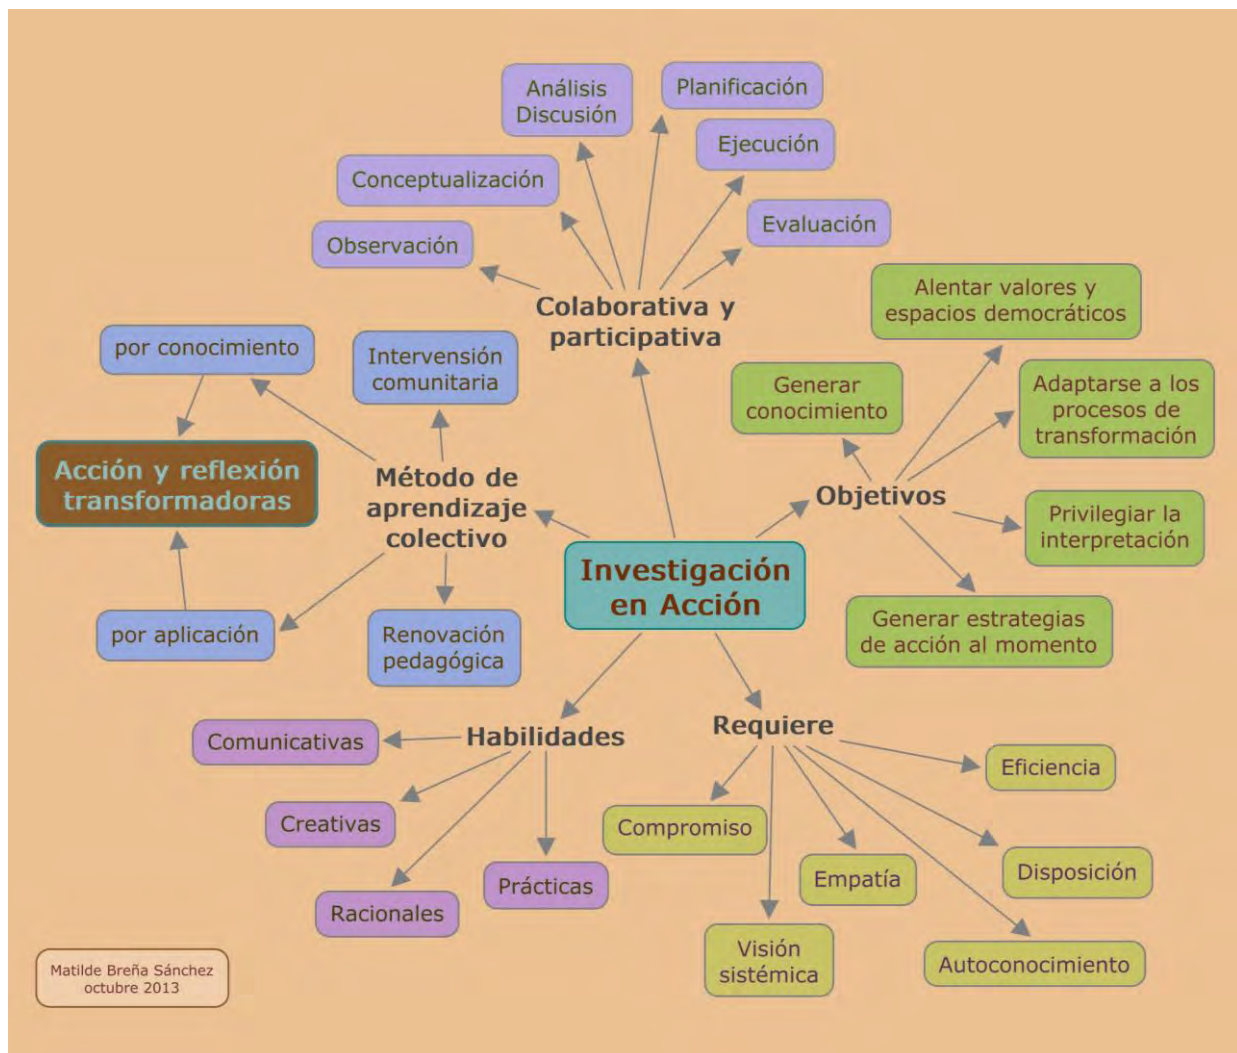 Análisis
Discusión
Planificación
Ejecución
Conceptualización
Evaluación
Observación
Colaborativa y
participativa
Alentar valores y
espacios democráticos
por conocimiento
Intervensión
comunitaria
Generar
conocimiento
Adaptarse a los
procesos de
transformación
Acción y reflexión
transformadoras
Método de
aprendizaje
colectivo
Objetivos
Privilegiar la
interpretación
Investigación
en Acción
por aplicación
Renovación
pedagógica
Generar estrategias
de acción al momento
Habilidades
Requiere
Comunicativas
Creativas
Racionales
Prácticas
Compromiso
Eficiencia
Empatía
Disposición
Visión
sistémica
Autoconocimiento
Matilde Breña Sánchez
octubre 2013